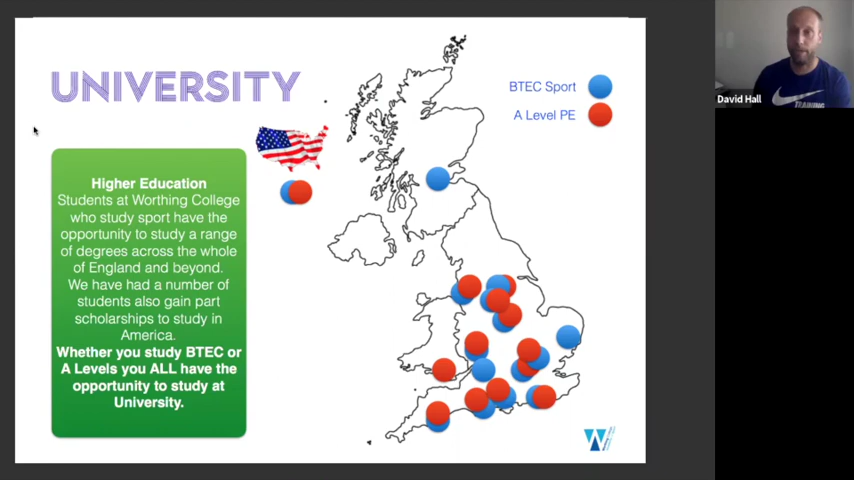 UNIVERSITY
BTEC Sport
A Level PE
Higher Education
Students at Worthing College
who study sport have the
opportunity to study a range
of degrees across the whole
of England and beyond.
We have had a number of
students also gain part
scholarships to study in
America.
Whether you study BTEC or
A Levels you ALL have the
opportunity to study at
University.
David Hall
TRAINING
W